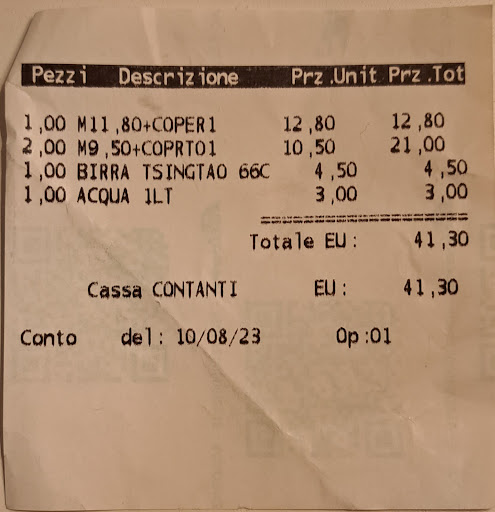 Pezzi Descrizione Prz.Unit Prz.Tot
1,00 M11,80+COPER1 12,80 12,80
2,00 M9,50+COPRTO1 10,50 21,00
1,00 BIRRA TSINGTAO 66C 4,50 4,50
1,00 ACQUA 1LT 3,00 3,00
==========================
Totale EU: 41,30
Cassa CONTANTI EU: 41,30
Conto del: 10/08/23 Op:01